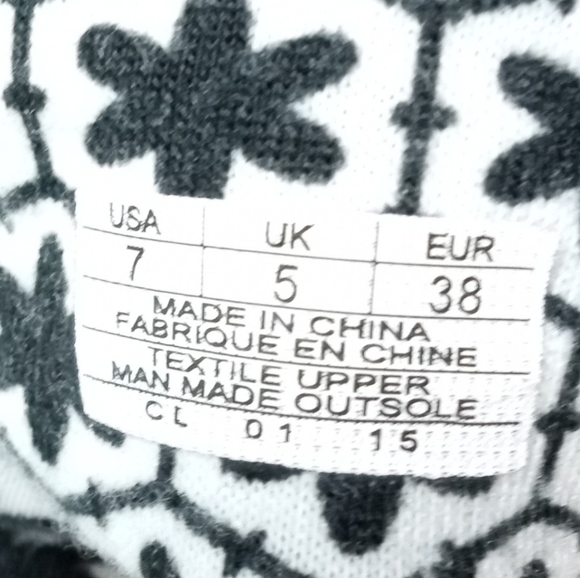 USA UK EUR
7 5 38
MADE IN CHINA
FABRIQUE EN CHINE
TEXTILE UPPER
MAN MADE OUTSOLE
CL 01 15